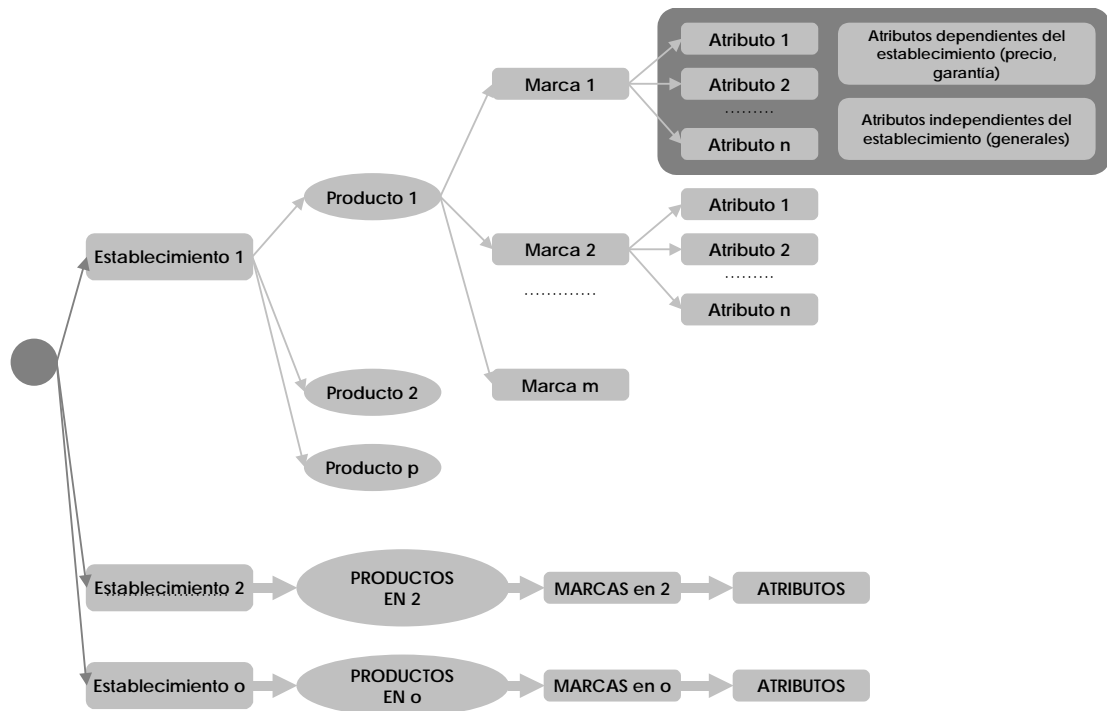 Atributo 1
Atributos dependientes del
establecimiento (precio,
garantía)
Marca 1
Atributo 2
.........
Atributos independientes del
establecimiento (generales)
Atributo n
Producto 1
Atributo 1
Establecimiento 1
Marca 2
Atributo 2
.........
.............
Atributo n
Producto 2
Marca m
Producto p
Establecimiento 2
PRODUCTOS
EN 2
MARCAS en 2
ATRIBUTOS
Establecimiento o
PRODUCTOS
EN o
MARCAS en o
ATRIBUTOS